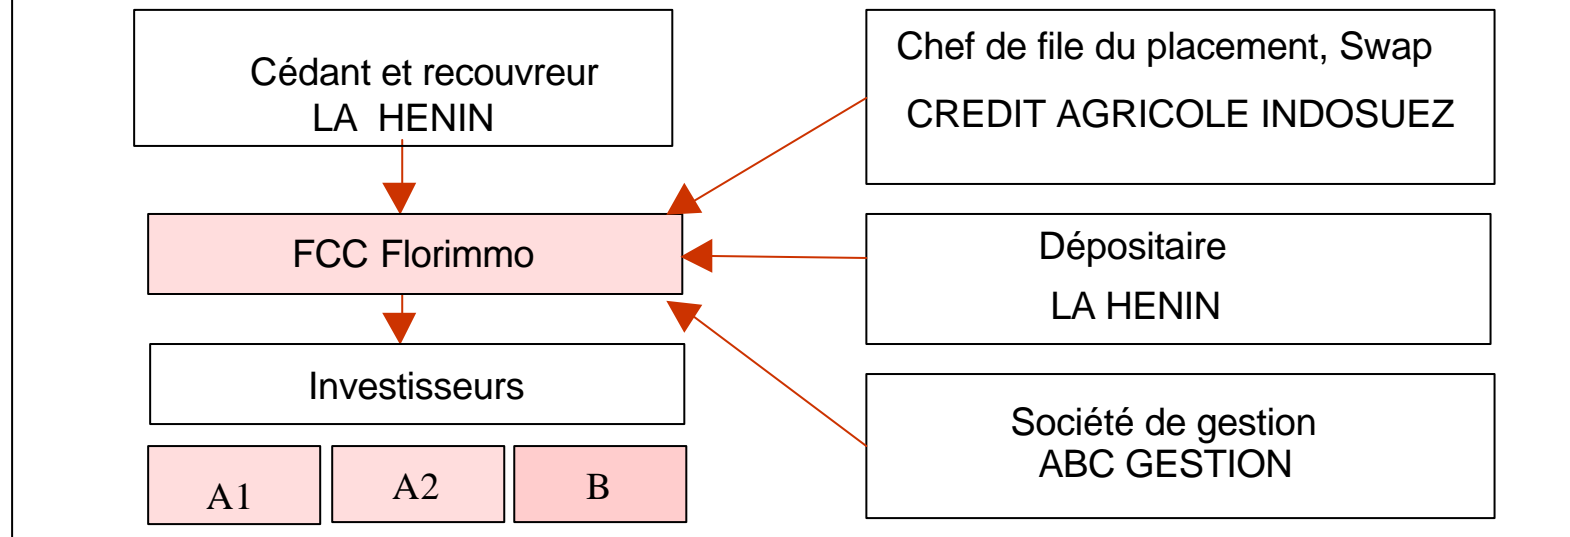 Cédant et recouvreur
LA HENIN
FCC Florimmo
Investisseurs
A1
A2
B
Chef de file du placement, Swap
CREDIT AGRICOLE INDOSUEZ
Dépositaire
LA HENIN
Société de gestion
ABC GESTION